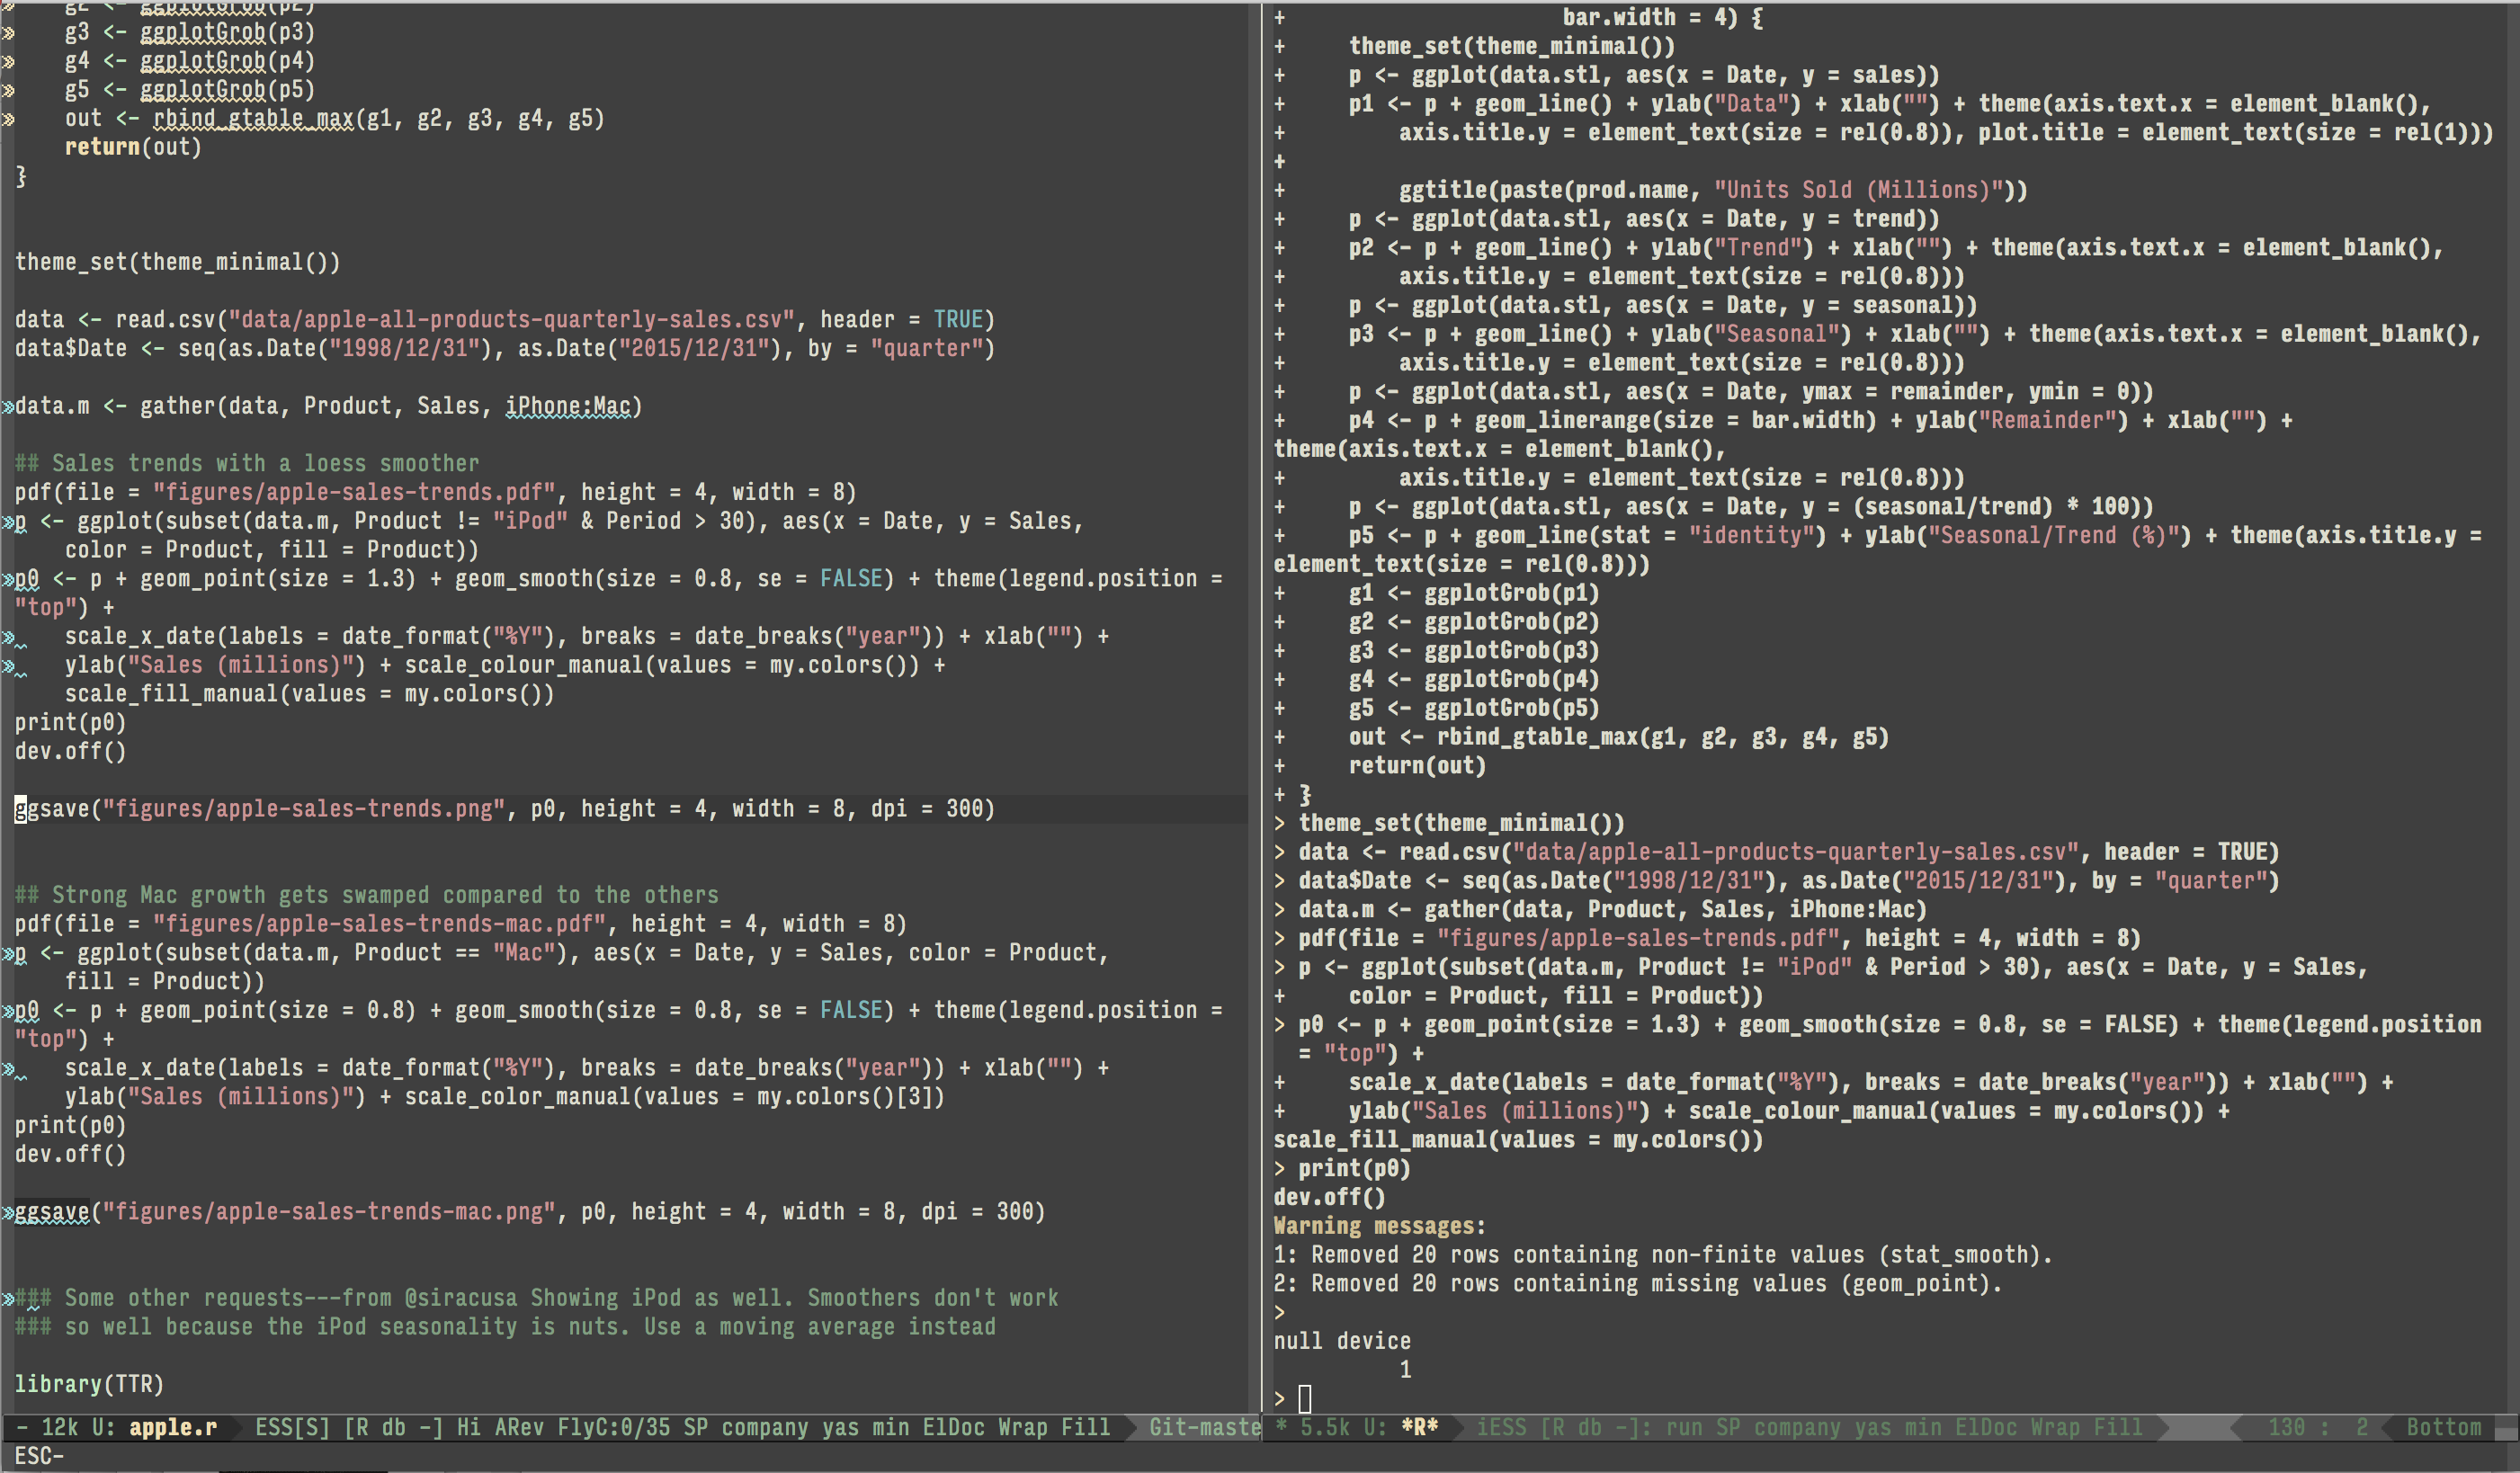 g2 <- ggplotGrob(p2)
g3 <- ggplotGrob(p3)
g4 <- ggplotGrob(p4)
g5 <- ggplotGrob(p5)
out <- rbind_gtable_max(g1, g2, g3, g4, g5)
return(out)
}
theme_set(theme_minimal())
data <- read.csv("data/apple-all-products-quarterly-sales.csv", header = TRUE)
data$Date <- seq(as.Date("1998/12/31"), as.Date("2015/12/31"), by = "quarter")
data.m <- gather(data, Product, Sales, iPhone:Mac)
## Sales trends with a loess smoother
pdf(file = "figures/apple-sales-trends.pdf", height = 4, width = 8)
p <- ggplot(subset(data.m, Product != "iPod" & Period > 30), aes(x = Date, y = Sales,
color = Product, fill = Product))
p0 <- p + geom_point(size = 1.3) + geom_smooth(size = 0.8, se = FALSE) + theme(legend.position =
"top") +
scale_x_date(labels = date_format("%Y"), breaks = date_breaks("year")) + xlab("") +
ylab("Sales (millions)") + scale_colour_manual(values = my.colors()) +
scale_fill_manual(values = my.colors())
print(p0)
dev.off()
ggsave("figures/apple-sales-trends.png", p0, height = 4, width = 8, dpi = 300)
## Strong Mac growth gets swamped compared to the others
pdf(file = "figures/apple-sales-trends-mac.pdf", height = 4, width = 8)
p <- ggplot(subset(data.m, Product == "Mac"), aes(x = Date, y = Sales, color = Product,
fill = Product))
p0 <- p + geom_point(size = 0.8) + geom_smooth(size = 0.8, se = FALSE) + theme(legend.position =
"top") +
scale_x_date(labels = date_format("%Y"), breaks = date_breaks("year")) + xlab("") +
ylab("Sales (millions)") + scale_color_manual(values = my.colors()[3])
print(p0)
dev.off()
ggsave("figures/apple-sales-trends-mac.png", p0, height = 4, width = 8, dpi = 300)
### Some other requests---from @siracusa Showing iPod as well. Smoothers don't work
### so well because the iPod seasonality is nuts. Use a moving average instead
library(TTR)
- 12k U: apple.r ESS[S] [R db -] Hi ARev FlyC:0/35 SP company yas min ElDoc Wrap Fill Git-maste
ESC-
+ bar.width = 4) {
+ theme_set(theme_minimal())
+ p <- ggplot(data.stl, aes(x = Date, y = sales))
+ p1 <- p + geom_line() + ylab("Data") + xlab("") + theme(axis.text.x = element_blank(),
+ axis.title.y = element_text(size = rel(0.8)), plot.title = element_text(size = rel(1)))
+
+ ggtitle(paste(prod.name, "Units Sold (Millions)"))
+ p <- ggplot(data.stl, aes(x = Date, y = trend))
+ p2 <- p + geom_line() + ylab("Trend") + xlab("") + theme(axis.text.x = element_blank(),
+ axis.title.y = element_text(size = rel(0.8)))
+ p <- ggplot(data.stl, aes(x = Date, y = seasonal))
+ p3 <- p + geom_line() + ylab("Seasonal") + xlab("") + theme(axis.text.x = element_blank(),
+ axis.title.y = element_text(size = rel(0.8)))
+ p <- ggplot(data.stl, aes(x = Date, ymax = remainder, ymin = 0))
+ p4 <- p + geom_linerange(size = bar.width) + ylab("Remainder") + xlab("") +
theme(axis.text.x = element_blank(),
+ axis.title.y = element_text(size = rel(0.8)))
+ p <- ggplot(data.stl, aes(x = Date, y = (seasonal/trend) * 100))
+ p5 <- p + geom_line(stat = "identity") + ylab("Seasonal/Trend (%)") + theme(axis.title.y =
element_text(size = rel(0.8)))
+ g1 <- ggplotGrob(p1)
+ g2 <- ggplotGrob(p2)
+ g3 <- ggplotGrob(p3)
+ g4 <- ggplotGrob(p4)
+ g5 <- ggplotGrob(p5)
+ out <- rbind_gtable_max(g1, g2, g3, g4, g5)
+ return(out)
+ }
> theme_set(theme_minimal())
> data <- read.csv("data/apple-all-products-quarterly-sales.csv", header = TRUE)
> data$Date <- seq(as.Date("1998/12/31"), as.Date("2015/12/31"), by = "quarter")
> data.m <- gather(data, Product, Sales, iPhone:Mac)
> pdf(file = "figures/apple-sales-trends.pdf", height = 4, width = 8)
> p <- ggplot(subset(data.m, Product != "iPod" & Period > 30), aes(x = Date, y = Sales,
+ color = Product, fill = Product))
> p0 <- p + geom_point(size = 1.3) + geom_smooth(size = 0.8, se = FALSE) + theme(legend.position
= "top") +
+ scale_x_date(labels = date_format("%Y"), breaks = date_breaks("year")) + xlab("") +
+ ylab("Sales (millions)") + scale_colour_manual(values = my.colors()) +
scale_fill_manual(values = my.colors())
> print(p0)
dev.off()
Warning messages:
1: Removed 20 rows containing non-finite values (stat_smooth).
2: Removed 20 rows containing missing values (geom_point).
>
null device
1
>
* 5.5k U: *R* iESS [R db -]: run SP company yas min ElDoc Wrap Fill 130 : 2 Bottom